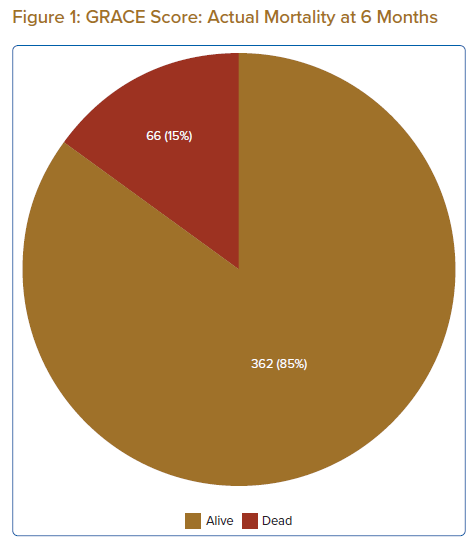 Figure 1: GRACE Score: Actual Mortality at 6 Months
66 (15%)
362 (85%)
Alive Dead